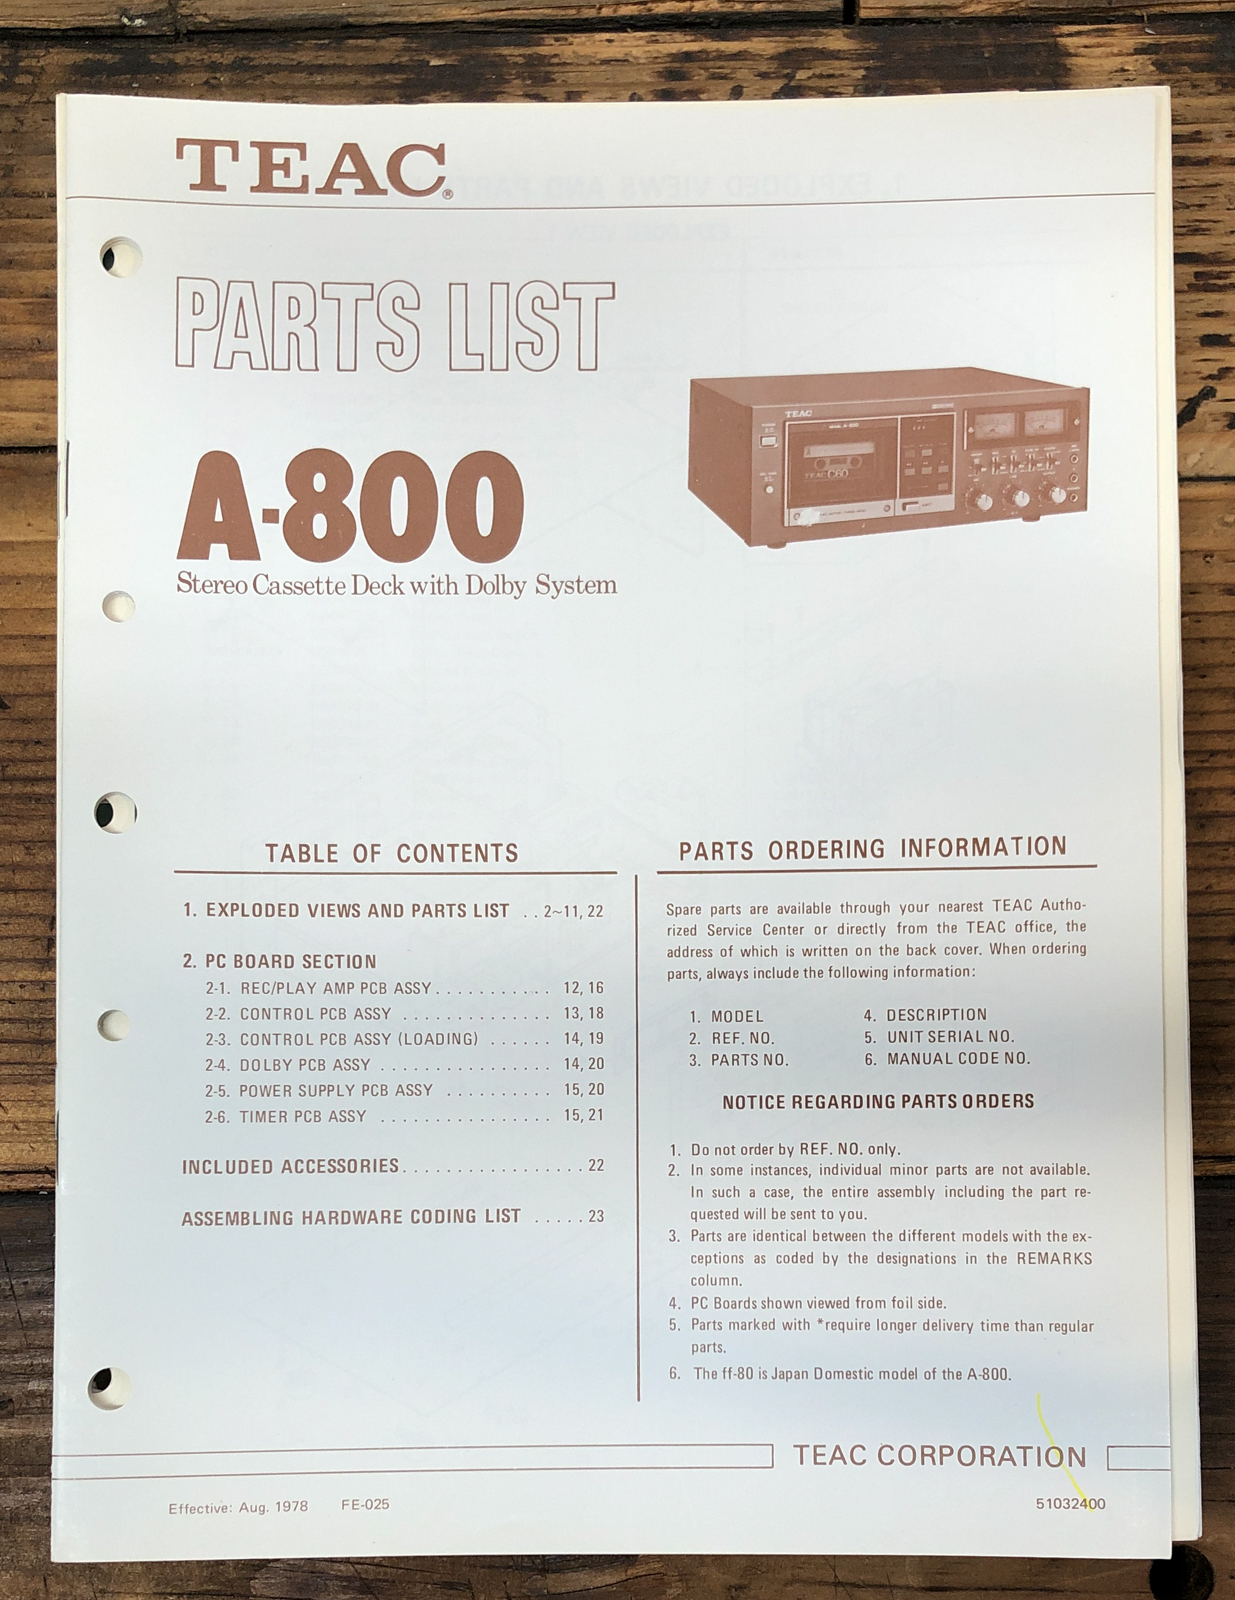 TEAC®
PARTS LIST
A-800
Stereo Cassette Deck with Dolby System
TEAC
MODEL A-800
TEAC C60
TABLE OF CONTENTS
1. EXPLODED VIEWS AND PARTS LIST . . 2~11, 22
2. PC BOARD SECTION
2-1. REC/PLAY AMP PCB ASSY . . . . . . . . . . . 12, 16
2-2. CONTROL PCB ASSY . . . . . . . . . . . . . . 13, 18
2-3. CONTROL PCB ASSY (LOADING) . . . . . . 14, 19
2-4. DOLBY PCB ASSY . . . . . . . . . . . . . . . . 14, 20
2-5. POWER SUPPLY PCB ASSY . . . . . . . . . . 15, 20
2-6. TIMER PCB ASSY . . . . . . . . . . . . . . . . 15, 21
INCLUDED ACCESSORIES . . . . . . . . . . . . . . . . . 22
ASSEMBLING HARDWARE CODING LIST . . . . . 23
PARTS ORDERING INFORMATION
Spare parts are available through your nearest TEAC Autho-
rized Service Center or directly from the TEAC office, the
address of which is written on the back cover. When ordering
parts, always include the following information:
1. MODEL
2. REF. NO.
3. PARTS NO.
4. DESCRIPTION
5. UNIT SERIAL NO.
6. MANUAL CODE NO.
NOTICE REGARDING PARTS ORDERS
1. Do not order by REF. NO. only.
2. In some instances, individual minor parts are not available.
In such a case, the entire assembly including the part re-
quested will be sent to you.
3. Parts are identical between the different models with the ex-
ceptions as coded by the designations in the REMARKS
column.
4. PC Boards shown viewed from foil side.
5. Parts marked with *require longer delivery time than regular
parts.
6. The ff-80 is Japan Domestic model of the A-800.
TEAC CORPORATION
Effective: Aug. 1978 FE-025
51032400